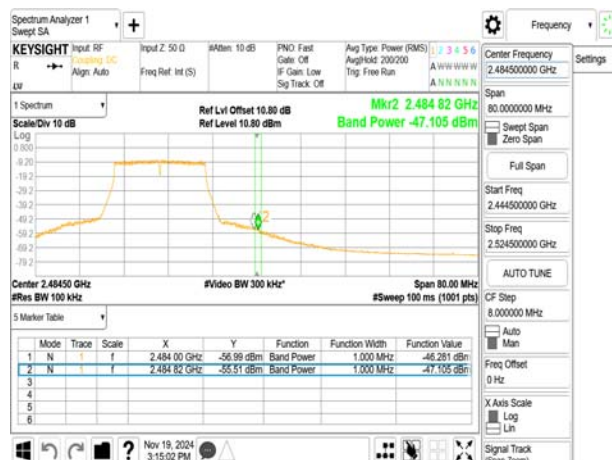 Spectrum Analyzer 1
Swept SA
Frequency
Settings
KEYSIGHT
R
Input: RF
Coupling: DC
Align: Auto
Input Z: 50 Ω
Freq Ref: Int (S)
#Atten: 10 dB
PNO: Fast
Gate: Off
IF Gain: Low
Sig Track: Off
Avg Type: Power (RMS)
Avg|Hold: 200/200
Trig: Free Run
1 2 3 4 5 6
A W W W W W
A N N N N N
1 Spectrum
Scale/Div 10 dB
Log
Ref Lvl Offset 10.80 dB
Ref Level 10.80 dBm
Mkr2 2.484 82 GHz
Band Power -47.105 dBm
0.800
-9.20
-19.2
-29.2
-39.2
-49.2
-59.2
-69.2
-79.2
2
Center 2.48450 GHz
#Res BW 100 kHz
#Video BW 300 kHz*
Span 80.00 MHz
#Sweep 100 ms (1001 pts)
5 Marker Table
Mode Trace Scale X Y Function Function Width Function Value
1 N 1 f 2.484 00 GHz -56.99 dBm Band Power 1.000 MHz -46.281 dBm
2 N 1 f 2.484 82 GHz -55.51 dBm Band Power 1.000 MHz -47.105 dBm
3
4
5
6
Nov 19, 2024
3:15:02 PM
Center Frequency
2.484500000 GHz
Span
80.0000000 MHz
Swept Span
Zero Span
Full Span
Start Freq
2.444500000 GHz
Stop Freq
2.524500000 GHz
AUTO TUNE
CF Step
8.000000 MHz
Auto
Man
Freq Offset
0 Hz
X Axis Scale
Log
Lin
Signal Track
(Span Zoom)